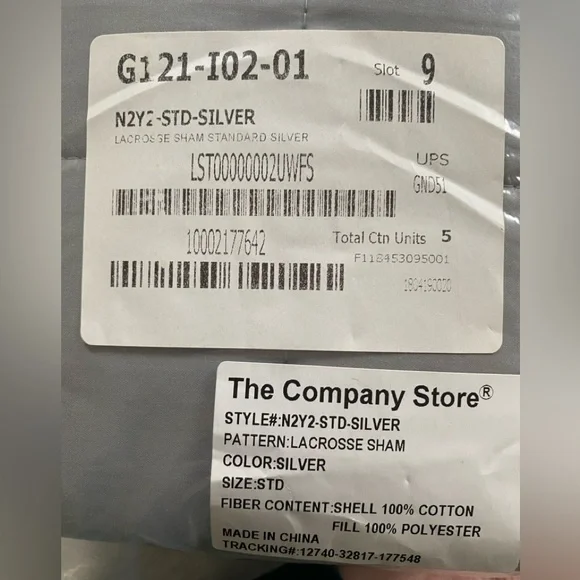 G121-I02-01
Slot 9
N2Y2-STD-SILVER
LACROSSE SHAM STANDARD SILVER
LST00000002UWFS
UPS
GND51
10002177642
Total Ctn Units 5
F118453095001
1804190020
The Company Store®
STYLE#:N2Y2-STD-SILVER
PATTERN:LACROSSE SHAM
COLOR:SILVER
SIZE:STD
FIBER CONTENT:SHELL 100% COTTON
FILL 100% POLYESTER
MADE IN CHINA
TRACKING#:12740-32817-177548